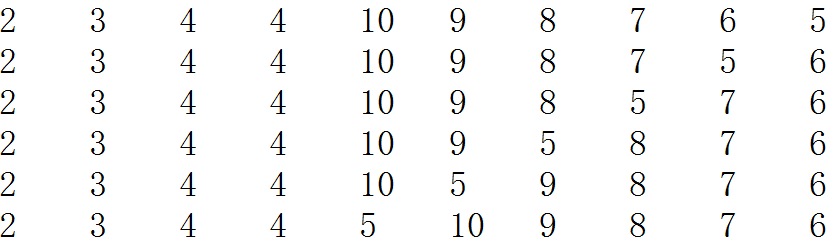 2 3 4 4 10 9 8 7 6 5
2 3 4 4 10 9 8 7 5 6
2 3 4 4 10 9 8 5 7 6
2 3 4 4 10 9 5 8 7 6
2 3 4 4 10 5 9 8 7 6
2 3 4 4 5 10 9 8 7 6